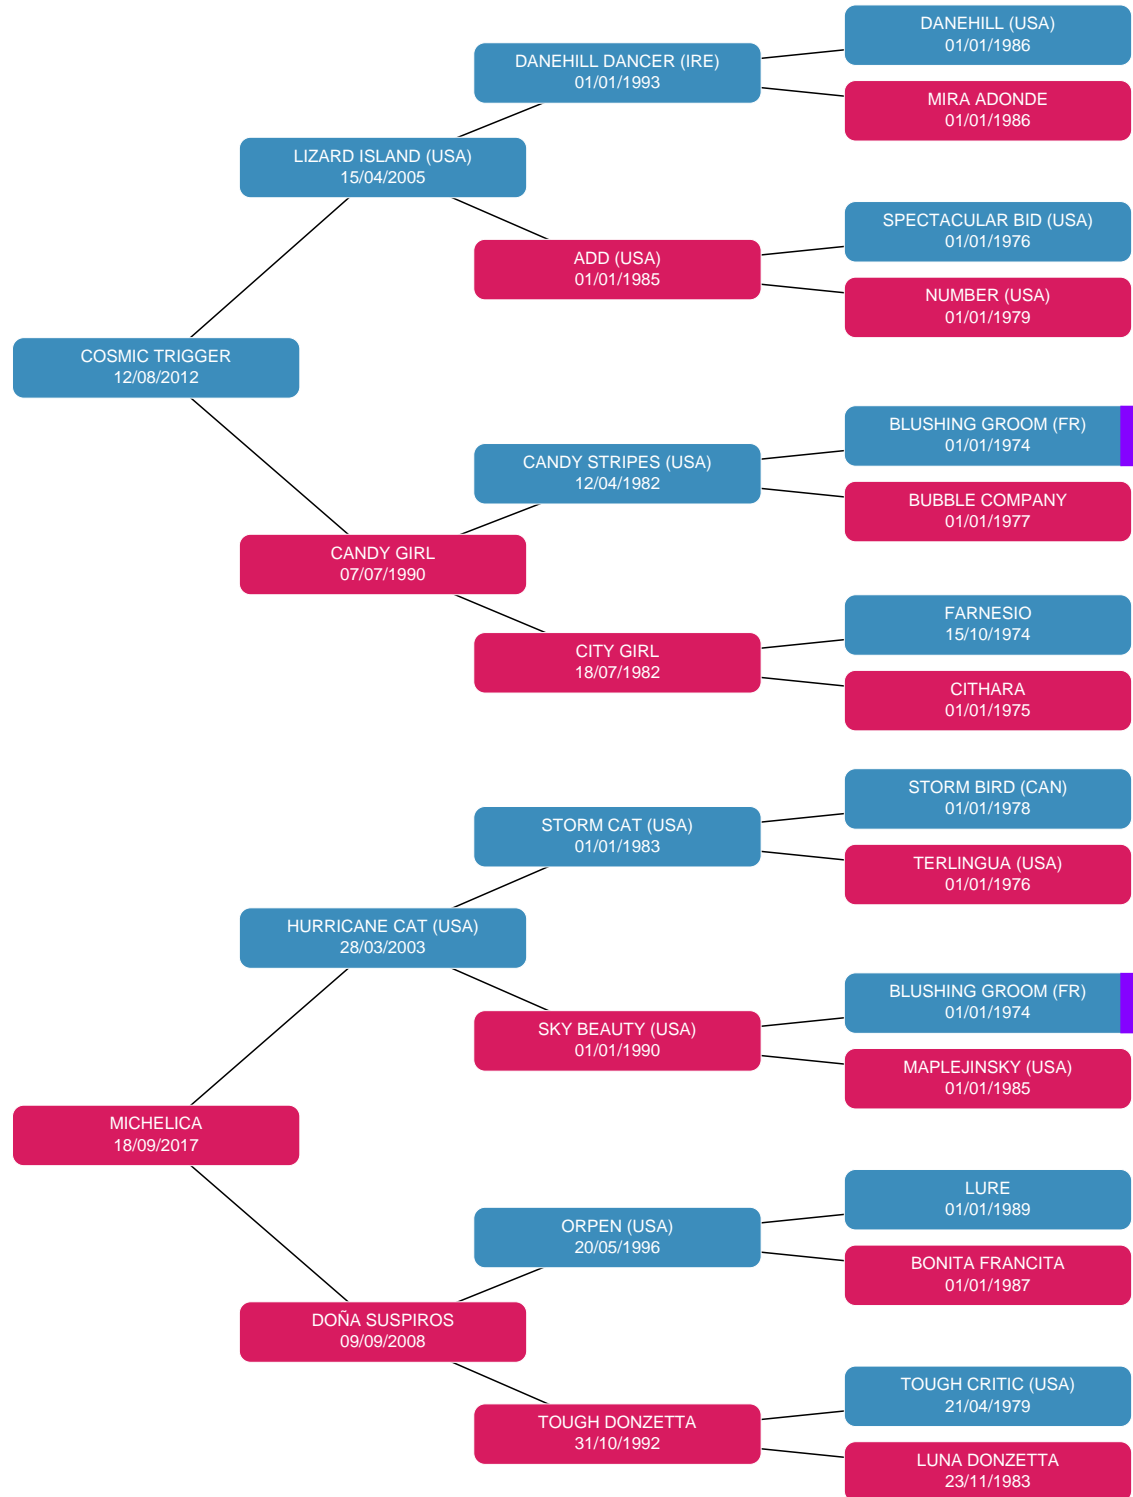 DANEHILL (USA)
01/01/1986
DANEHILL DANCER (IRE)
01/01/1993
MIRA ADONDE
01/01/1986
LIZARD ISLAND (USA)
15/04/2005
SPECTACULAR BID (USA)
01/01/1976
ADD (USA)
01/01/1985
NUMBER (USA)
01/01/1979
COSMIC TRIGGER
12/08/2012
BLUSHING GROOM (FR)
01/01/1974
CANDY STRIPES (USA)
12/04/1982
BUBBLE COMPANY
01/01/1977
CANDY GIRL
07/07/1990
FARNESIO
15/10/1974
CITY GIRL
18/07/1982
CITHARA
01/01/1975
STORM BIRD (CAN)
01/01/1978
STORM CAT (USA)
01/01/1983
TERLINGUA (USA)
01/01/1976
HURRICANE CAT (USA)
28/03/2003
BLUSHING GROOM (FR)
01/01/1974
SKY BEAUTY (USA)
01/01/1990
MAPLEJINSKY (USA)
01/01/1985
MICHELICA
18/09/2017
LURE
01/01/1989
ORPEN (USA)
20/05/1996
BONITA FRANCITA
01/01/1987
DOÑA SUSPIROS
09/09/2008
TOUGH CRITIC (USA)
21/04/1979
TOUGH DONZETTA
31/10/1992
LUNA DONZETTA
23/11/1983